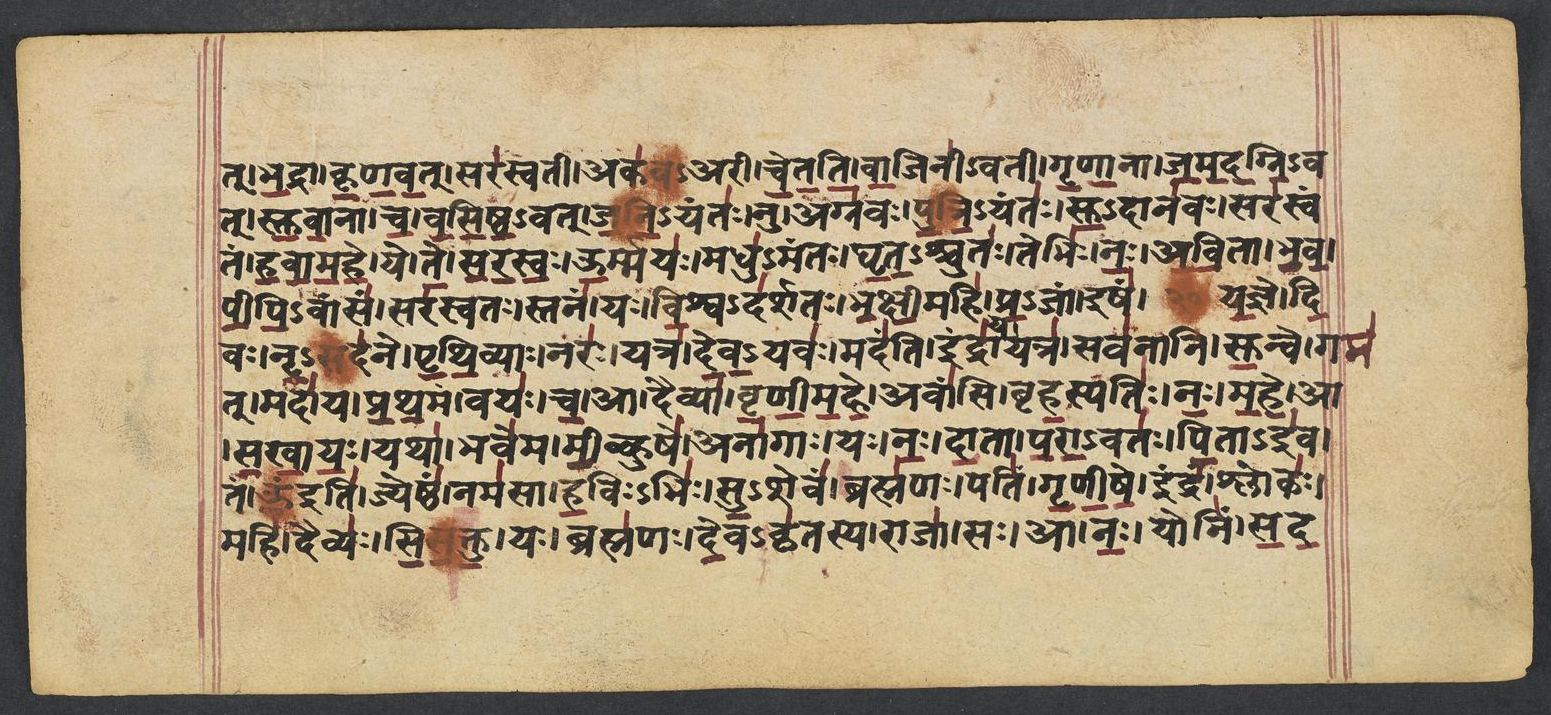 त्।भद्रा।कृणवत्।सरस्वती।अकवऽअरी।चेतति।वाजिनीऽवती।गृणाना।जमदग्निऽव
त्।स्तुवाना।च।वसिष्ठऽवत्।जनिऽयंतः।नु।अग्रवः।पुत्रिऽयंतः।सुऽदानवः।सरस्वं
तं।हवामहे।ये।ते।सरस्वः।ऊर्म्मयः।मधुऽमंतः।घृतऽश्चुतः।तेभिः।नः।अविता।भव।
पीपिऽवांसं।सरस्वतः।स्तनं।यः।विश्वऽदर्शतः।भक्षीमहि।प्रऽजां।इषं। २० यज्ञे।दि
वः।नृऽसदने।पृथिव्याः।नरः।यत्र।देवऽयवः।मदंति।इंद्राय।यत्र।सवनानि।सुन्वे।गम
त्।मदाय।प्रथमं।वयः।च।आ।दैव्या।वृणीमहे।अवांसि।बृहस्पतिः।नः।महे।आ
।सखायः।यथा।भवेम।मीळ्हुषे।अनागाः।यः।नः।दाता।पराऽवतः।पिताऽइव।
तं।ऊं इति।ज्येष्ठं।नमसा।हविःऽभिः।सुऽशेवं।ब्रह्मणः।पतिं।गृणीषे।इंद्रं।श्लोकः।
महि।दैव्यः।सिसक्तु।यः।ब्रह्मणः।देवऽकृतस्य।राजा।सः।आ।नः।योनिं।सद